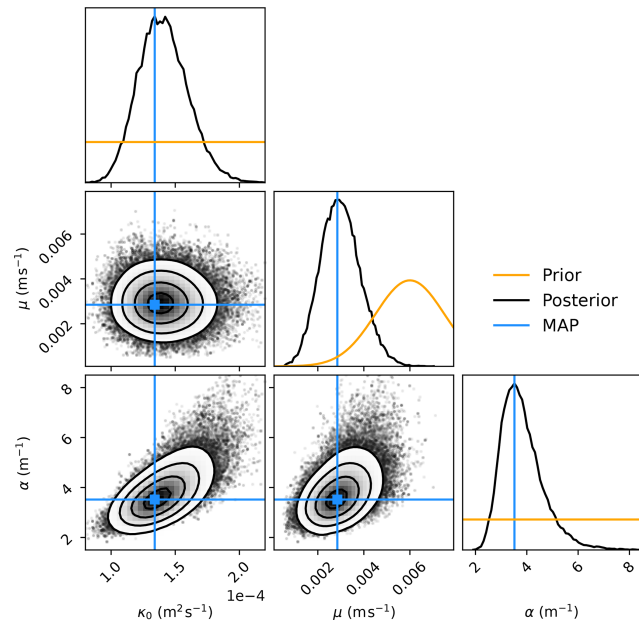 0.006
0.004
0.002
μ (ms⁻¹)
Prior
Posterior
MAP
8
6
4
2
α (m⁻¹)
1.0 1.5 2.0
1e−4
κ₀ (m²s⁻¹)
0.002 0.004 0.006
μ (ms⁻¹)
2 4 6 8
α (m⁻¹)